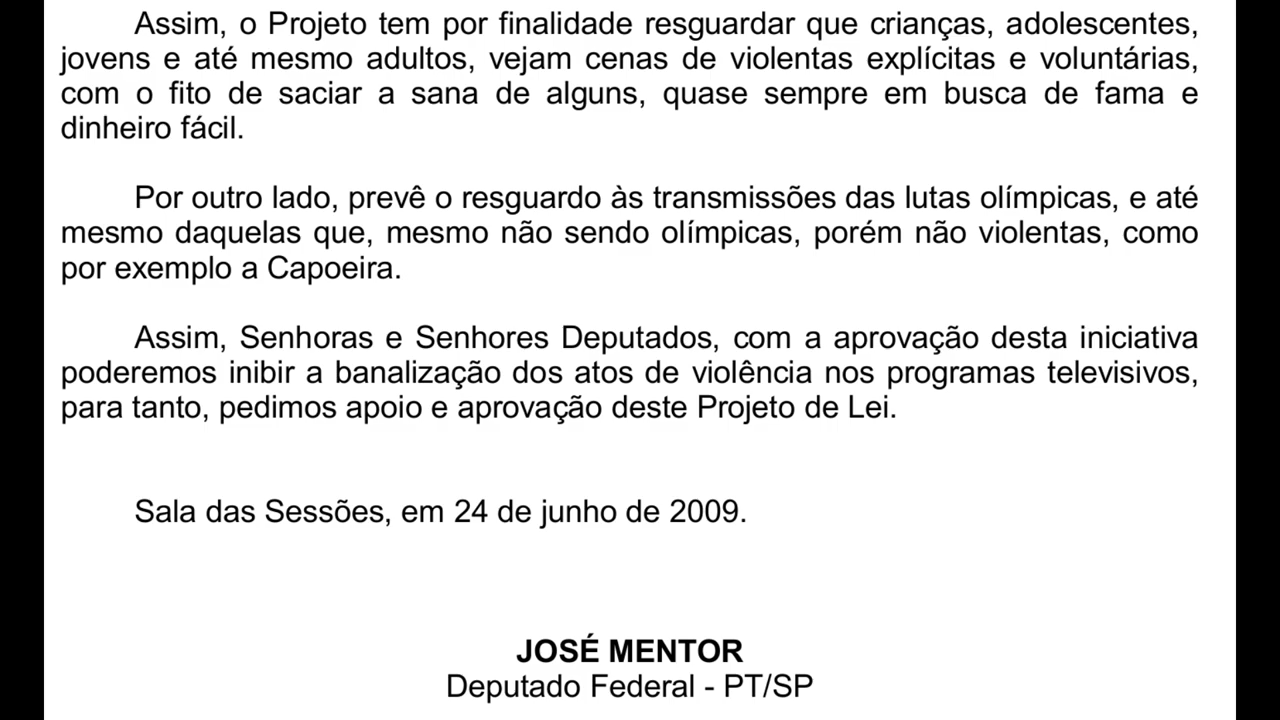 Assim, o Projeto tem por finalidade resguardar que crianças, adolescentes,
jovens e até mesmo adultos, vejam cenas de violentas explícitas e voluntárias,
com o fito de saciar a sana de alguns, quase sempre em busca de fama e
dinheiro fácil.
Por outro lado, prevê o resguardo às transmissões das lutas olímpicas, e até
mesmo daquelas que, mesmo não sendo olímpicas, porém não violentas, como
por exemplo a Capoeira.
Assim, Senhoras e Senhores Deputados, com a aprovação desta iniciativa
poderemos inibir a banalização dos atos de violência nos programas televisivos,
para tanto, pedimos apoio e aprovação deste Projeto de Lei.
Sala das Sessões, em 24 de junho de 2009.
JOSÉ MENTOR
Deputado Federal - PT/SP